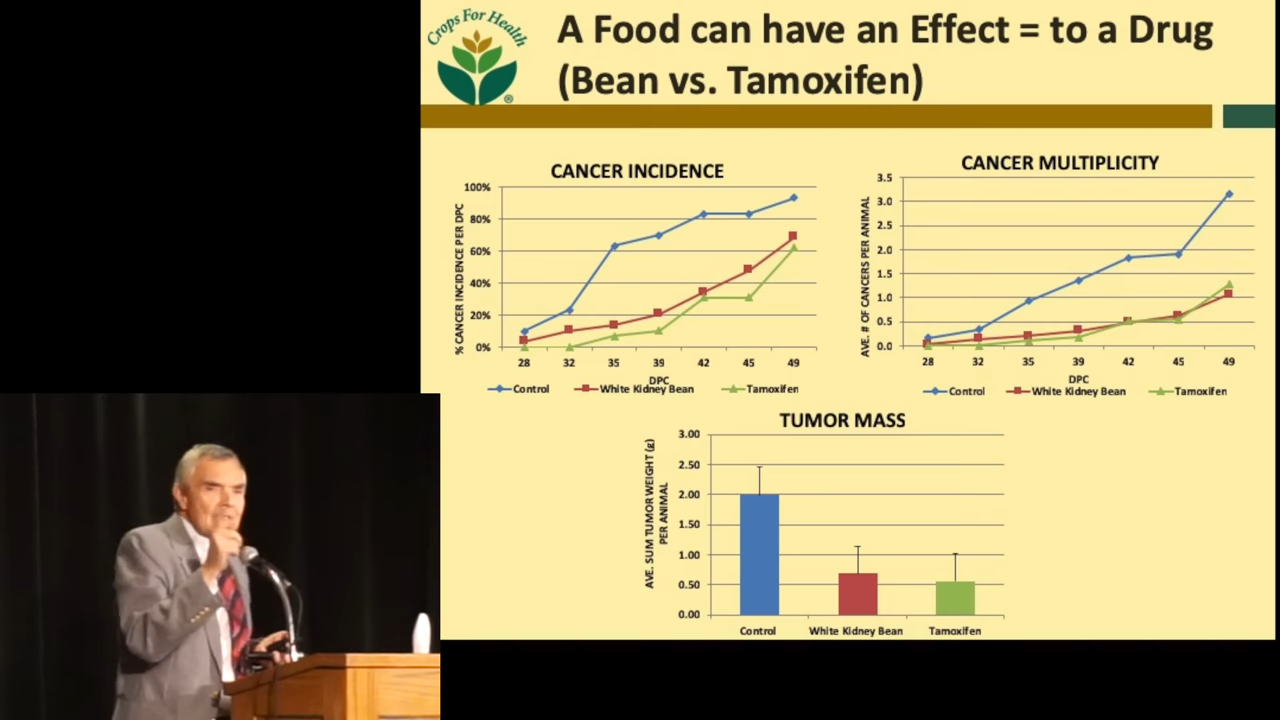 Crops For Health
®
A Food can have an Effect = to a Drug
(Bean vs. Tamoxifen)
CANCER INCIDENCE
% CANCER INCIDENCE PER DPC
100%
80%
60%
40%
20%
0%
28 32 35 39 42 45 49
DPC
Control White Kidney Bean Tamoxifen
CANCER MULTIPLICITY
AVE. # OF CANCERS PER ANIMAL
3.5
3.0
2.5
2.0
1.5
1.0
0.5
0.0
28 32 35 39 42 45 49
DPC
Control White Kidney Bean Tamoxifen
TUMOR MASS
AVE. SUM TUMOR WEIGHT (g)
PER ANIMAL
3.00
2.50
2.00
1.50
1.00
0.50
0.00
Control White Kidney Bean Tamoxifen